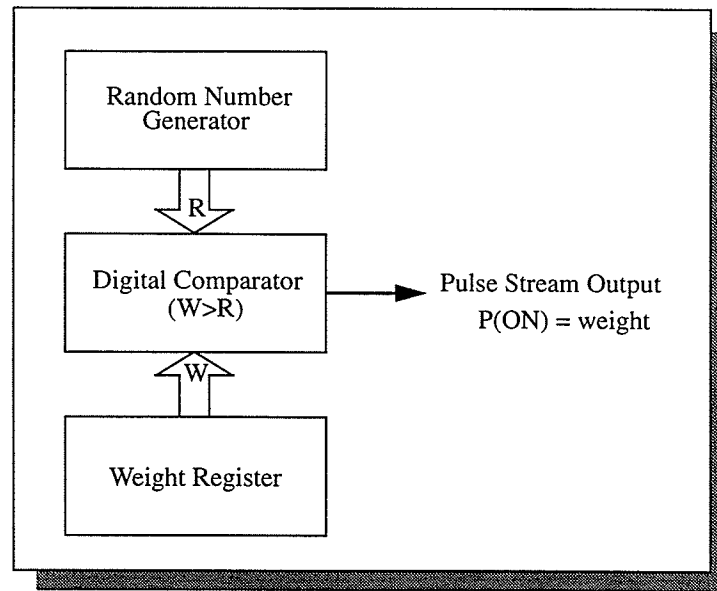 Random Number
Generator
R
Digital Comparator
(W>R)
Pulse Stream Output
P(ON) = weight
W
Weight Register